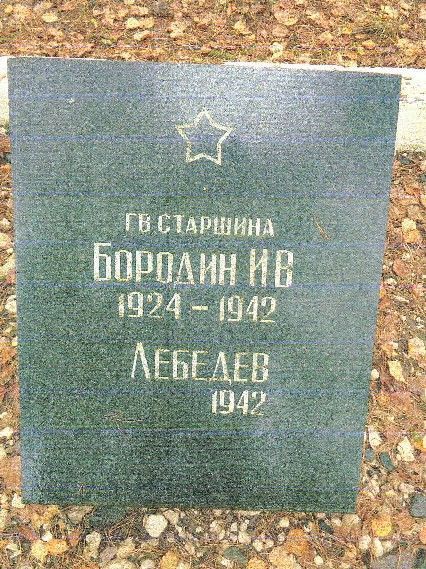 ГВ СТАРШИНА
БОРОДИН И В
1924 - 1942
ЛЕБЕДЕВ
1942